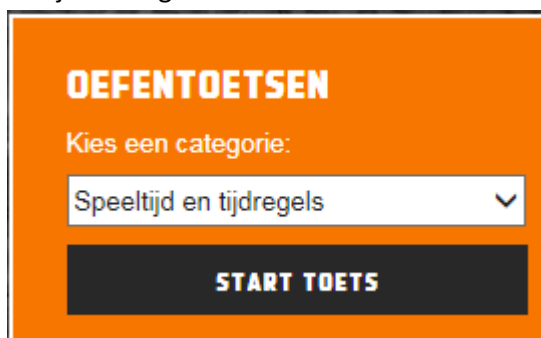 OEFENTOETSEN
Kies een categorie:
Speeltijd en tijdregels
START TOETS